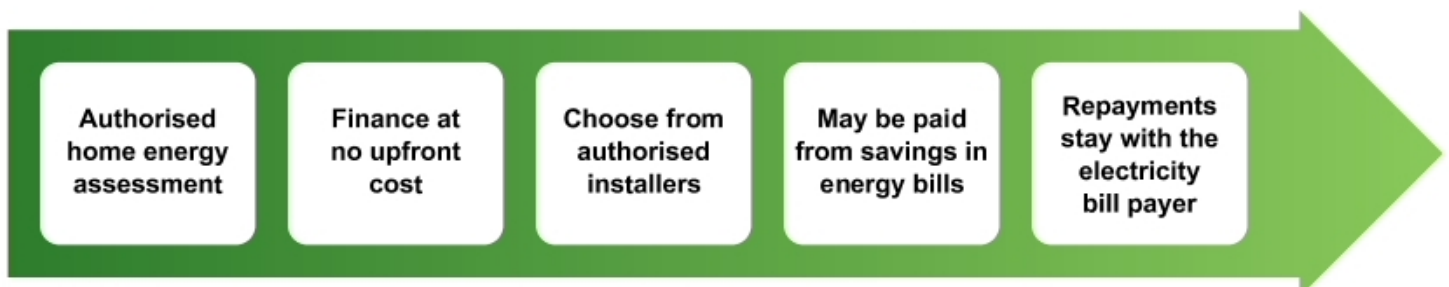 Authorised
home energy
assessment
Finance at
no upfront
cost
Choose from
authorised
installers
May be paid
from savings in
energy bills
Repayments
stay with the
electricity
bill payer